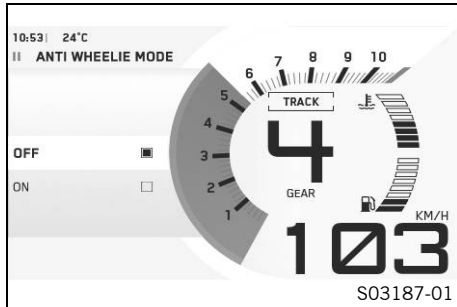 10:53| 24°C
II ANTI WHEELIE MODE
OFF
ON
1
2
3
4
5
6
7
8
9
10
TRACK
4
GEAR
KM/H
103
S03187-01